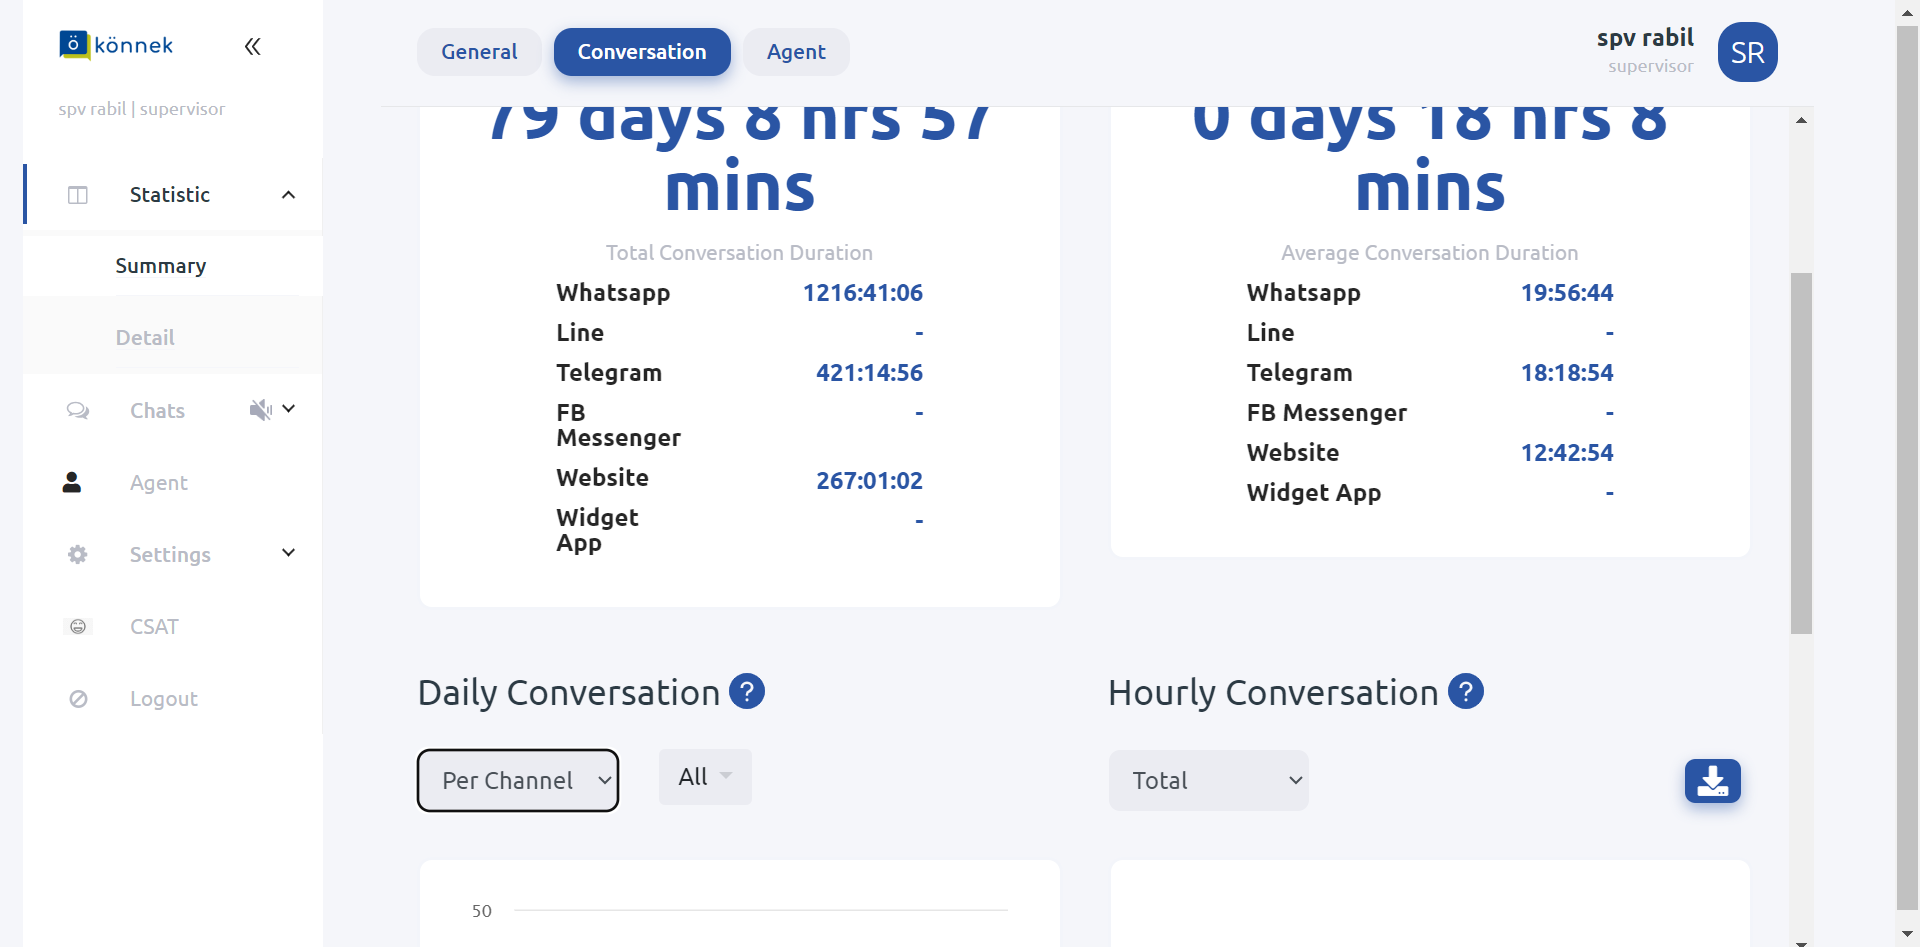 ö könnek
spv rabil | supervisor
Statistic
Summary
Detail
Chats
Agent
Settings
CSAT
Logout
General
Conversation
Agent
spv rabil
supervisor
SR
79 days 8 hrs 57
mins
Total Conversation Duration
Whatsapp 1216:41:06
Line -
Telegram 421:14:56
FB
Messenger -
Website 267:01:02
Widget
App -
0 days 18 hrs 8
mins
Average Conversation Duration
Whatsapp 19:56:44
Line -
Telegram 18:18:54
FB Messenger -
Website 12:42:54
Widget App -
Daily Conversation ?
Per Channel
All
50
Hourly Conversation ?
Total